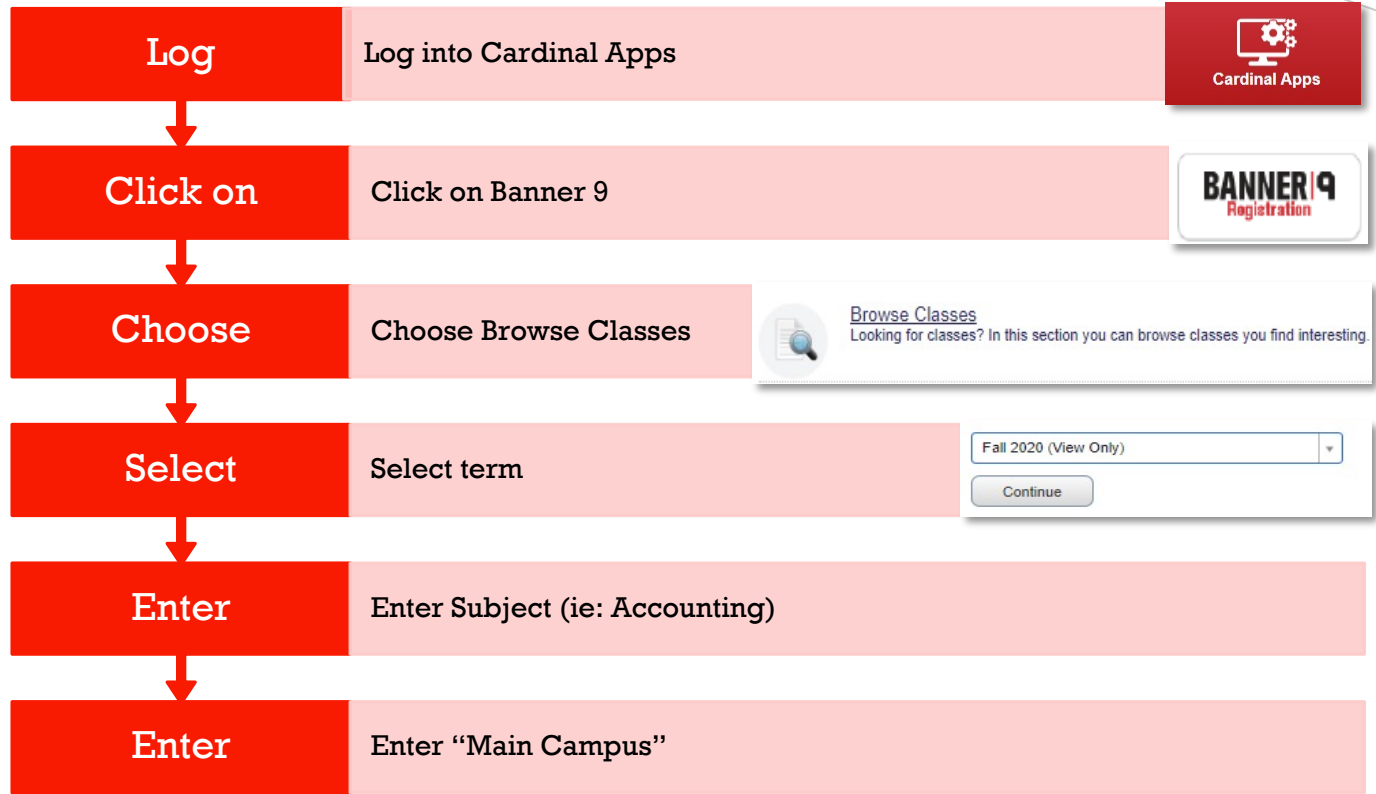 Log
Log into Cardinal Apps
Cardinal Apps
Click on
Click on Banner 9
BANNER|9
Registration
Choose
Choose Browse Classes
Browse Classes
Looking for classes? In this section you can browse classes you find interesting.
Select
Select term
Fall 2020 (View Only)
Continue
Enter
Enter Subject (ie: Accounting)
Enter
Enter “Main Campus”